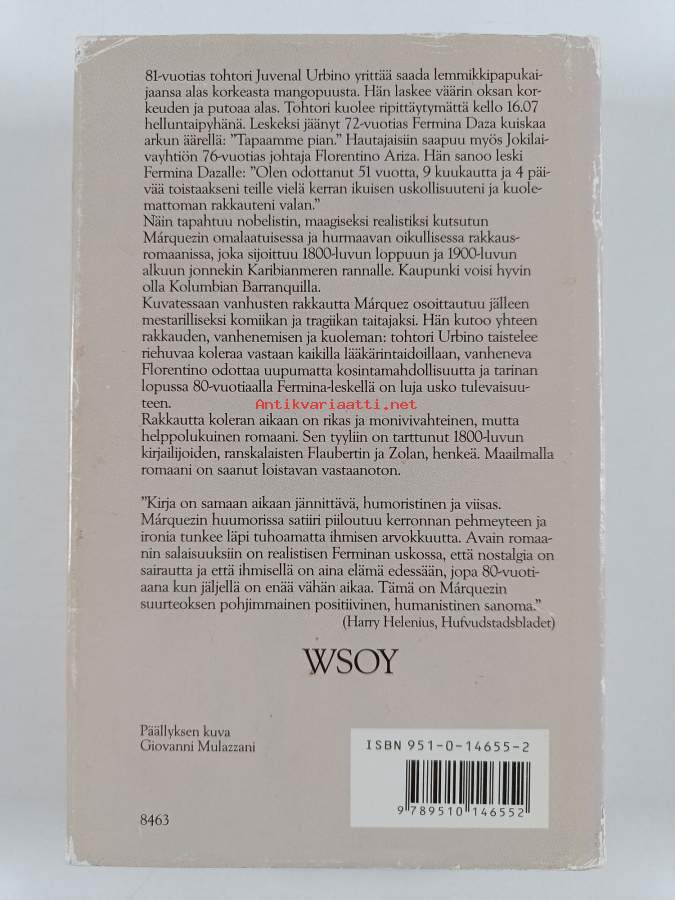 81-vuotias tohtori Juvenal Urbino yrittää saada lemmikkipapukai-
jaansa alas korkeasta mangopuusta. Hän laskee väärin oksan kor-
keuden ja putoaa alas. Tohtori kuolee ripittäytymättä kello 16.07
helluntaipyhänä. Leskeksi jäänyt 72-vuotias Fermina Daza kuiskaa
arkun äärellä: ”Tapaamme pian.” Hautajaisiin saapuu myös Jokilai-
vayhtiön 76-vuotias johtaja Florentino Ariza. Hän sanoo leski
Fermina Dazalle: ”Olen odottanut 51 vuotta, 9 kuukautta ja 4 päi-
vää toistaakseni teille vielä kerran ikuisen uskollisuuteni ja kuole-
mattoman rakkauteni valan.”
Näin tapahtuu nobelistin, maagiseksi realistiksi kutsutun
Márquezin omalaatuisessa ja hurmaavan oikullisessa rakkaus-
romaanissa, joka sijoittuu 1800-luvun loppuun ja 1900-luvun
alkuun jonnekin Karibianmeren rannalle. Kaupunki voisi hyvin
olla Kolumbian Barranquilla.
Kuvatessaan vanhusten rakkautta Márquez osoittautuu jälleen
mestarilliseksi komiikan ja tragiikan taitajaksi. Hän kutoo yhteen
rakkauden, vanhenemisen ja kuoleman: tohtori Urbino taistelee
riehuvaa koleraa vastaan kaikilla lääkärintaidoillaan, vanheneva
Florentino odottaa uupumatta kosintamahdollisuutta ja tarinan
lopussa 80-vuotiaalla Fermina-leskellä on luja usko tulevaisuu-
teen.
Antikvariaatti.net
Rakkautta koleran aikaan on rikas ja monivivahteinen, mutta
helppolukuinen romaani. Sen tyyliin on tarttunut 1800-luvun
kirjailijoiden, ranskalaisten Flaubertin ja Zolan, henkeä. Maailmalla
romaani on saanut loistavan vastaanoton.
”Kirja on samaan aikaan jännittävä, humoristinen ja viisas.
Márquezin huumorissa satiiri piiloutuu kerronnan pehmeyteen ja
ironia tunkee läpi tuhoamatta ihmisen arvokkuutta. Avain romaa-
nin salaisuuksiin on realistisen Ferminan uskossa, että nostalgia on
sairautta ja että ihmisellä on aina elämä edessään, jopa 80-vuoti-
aana kun jäljellä on enää vähän aikaa. Tämä on Márquezin
suurteoksen pohjimmainen positiivinen, humanistinen sanoma.”
(Harry Helenius, Hufvudstadsbladet)
WSOY
Päällyksen kuva
Giovanni Mulazzani
ISBN 951-0-14655-2
9 789510 146552
8463